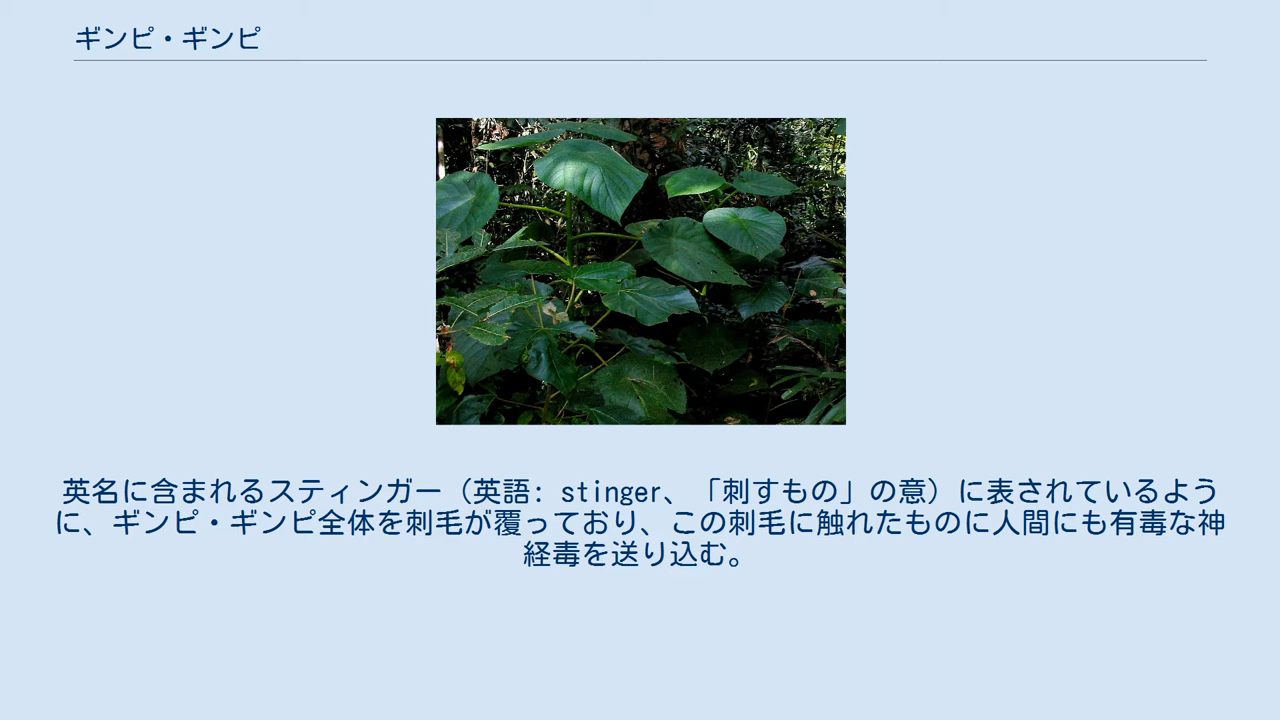 ギンピ・ギンピ
英名に含まれるスティンガー（英語: stinger、「刺すもの」の意）に表されているよう
に、ギンピ・ギンピ全体を刺毛が覆っており、この刺毛に触れたものに人間にも有毒な神
経毒を送り込む。